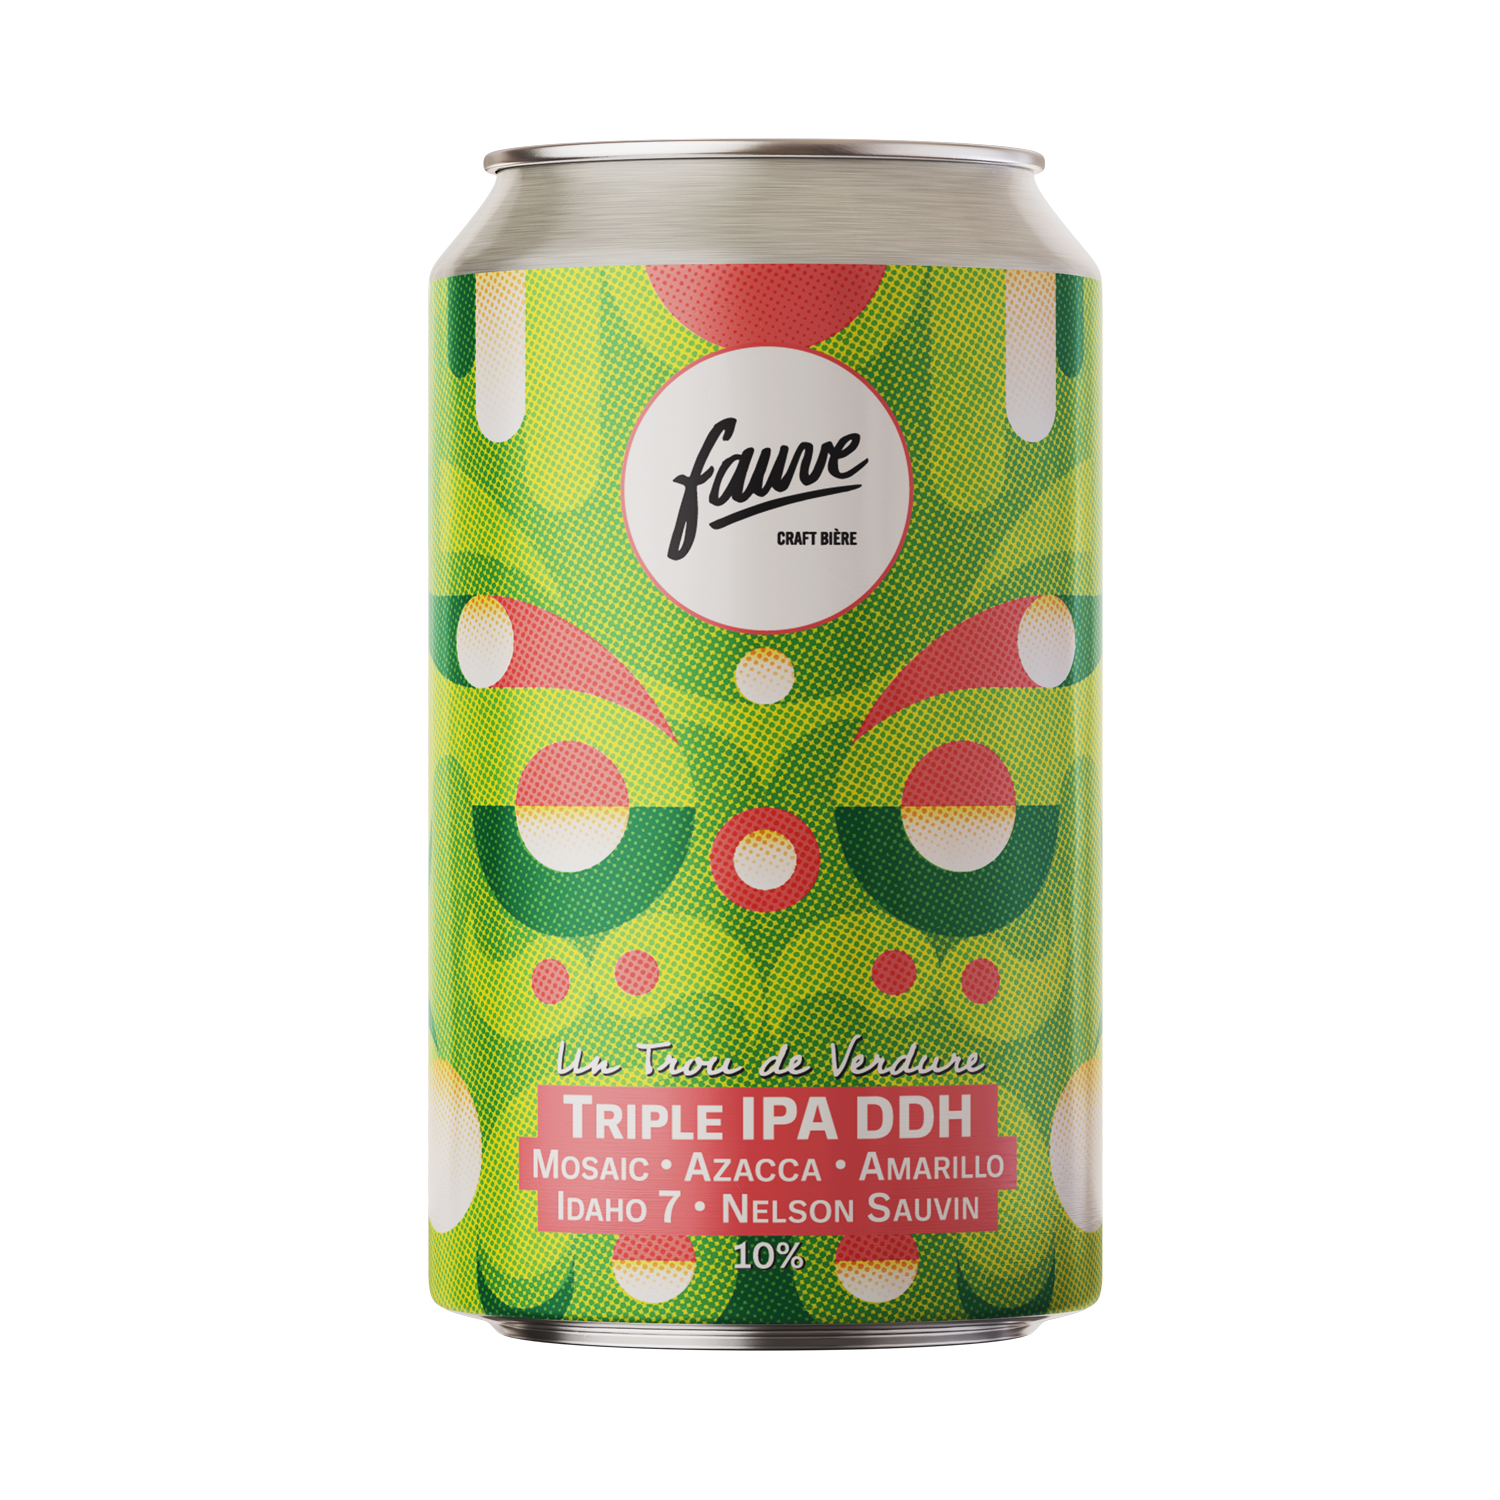 fauve
CRAFT BIÈRE
Un Trou de Verdure
TRIPLE IPA DDH
MOSAIC • AZACCA • AMARILLO
IDAHO 7 • NELSON SAUVIN
10%